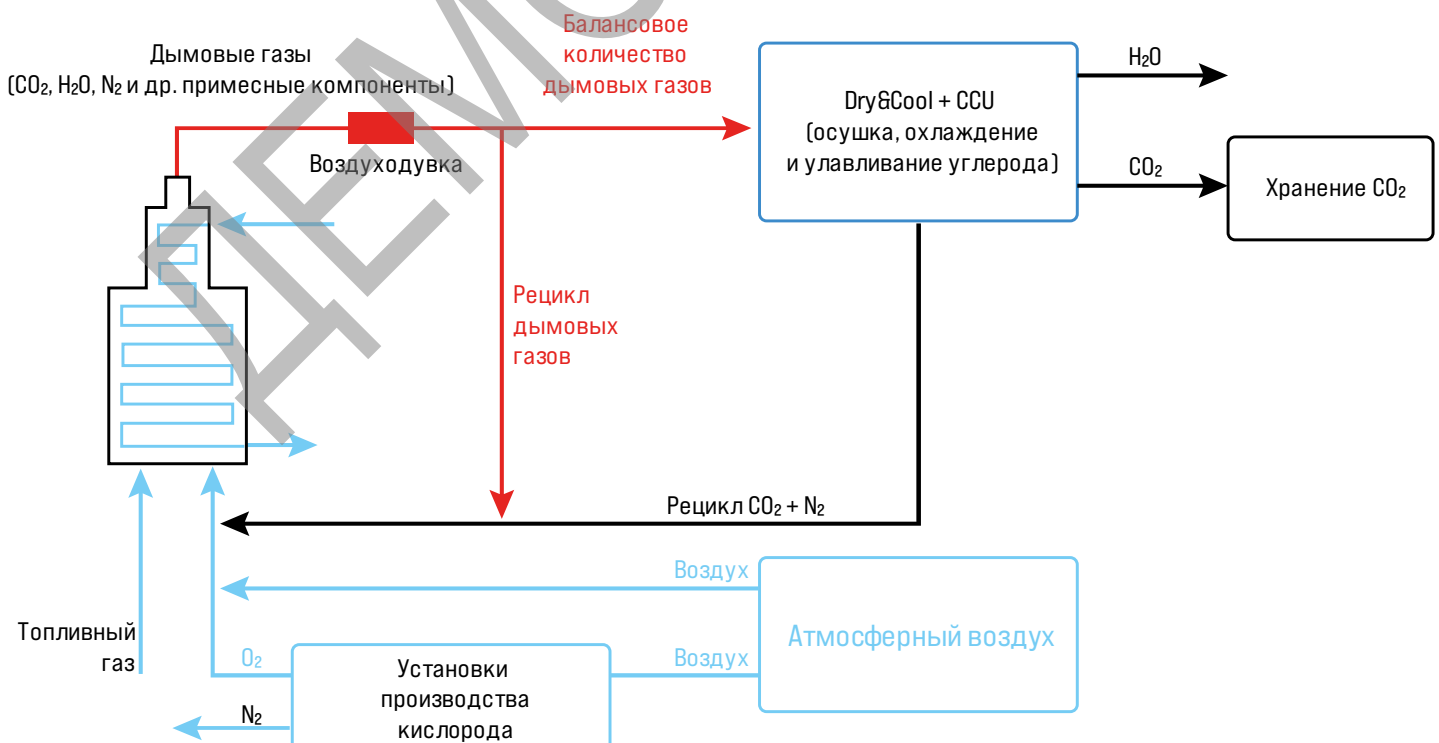 Дымовые газы
(CO₂, H₂O, N₂ и др. примесные компоненты)
Балансовое
количество
дымовых газов
Воздуходувка
Dry&Cool + CCU
(осушка, охлаждение
и улавливание углерода)
H₂O
CO₂
Хранение CO₂
Рецикл
дымовых
газов
Рецикл CO₂ + N₂
Воздух
Атмосферный воздух
Воздух
Топливный
газ
O₂
N₂
Установки
производства
кислорода
ДЕМО